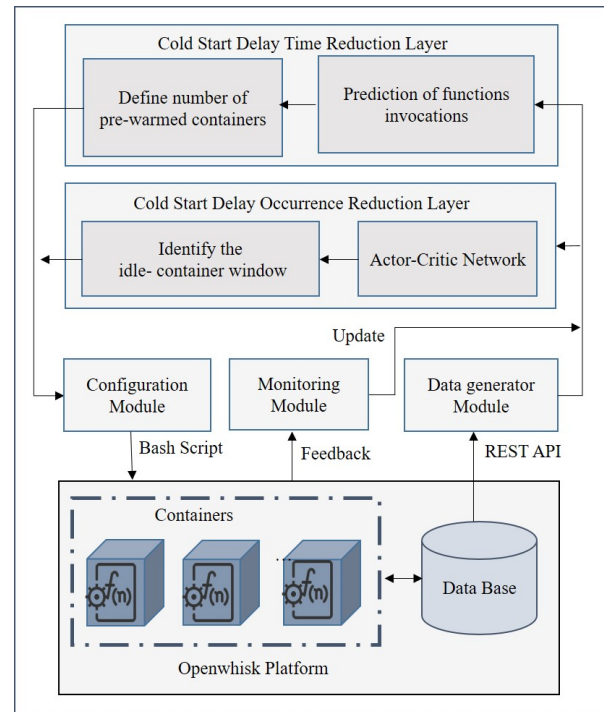 Cold Start Delay Time Reduction Layer
Define number of
pre-warmed containers
Prediction of functions
invocations
Cold Start Delay Occurrence Reduction Layer
Identify the
idle- container window
Actor-Critic Network
Update
Configuration
Module
Monitoring
Module
Data generator
Module
Bash Script
Feedback
REST API
Containers
...
f(n)
f(n)
f(n)
Data Base
Openwhisk Platform